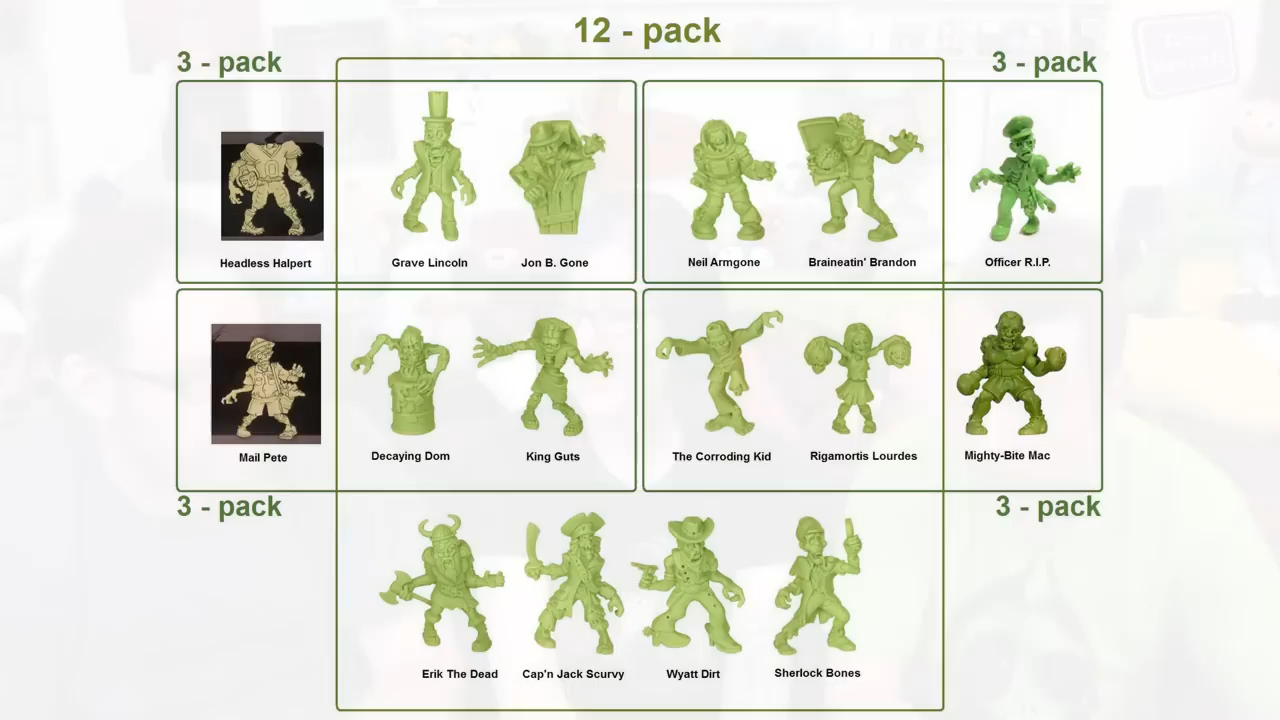 12 - pack
3 - pack
3 - pack
Headless Halpert
Grave Lincoln
Jon B. Gone
Neil Armgone
Braineatin' Brandon
Officer R.I.P.
Mail Pete
Decaying Dom
King Guts
The Corroding Kid
Rigamortis Lourdes
Mighty-Bite Mac
3 - pack
3 - pack
Erik The Dead
Cap'n Jack Scurvy
Wyatt Dirt
Sherlock Bones